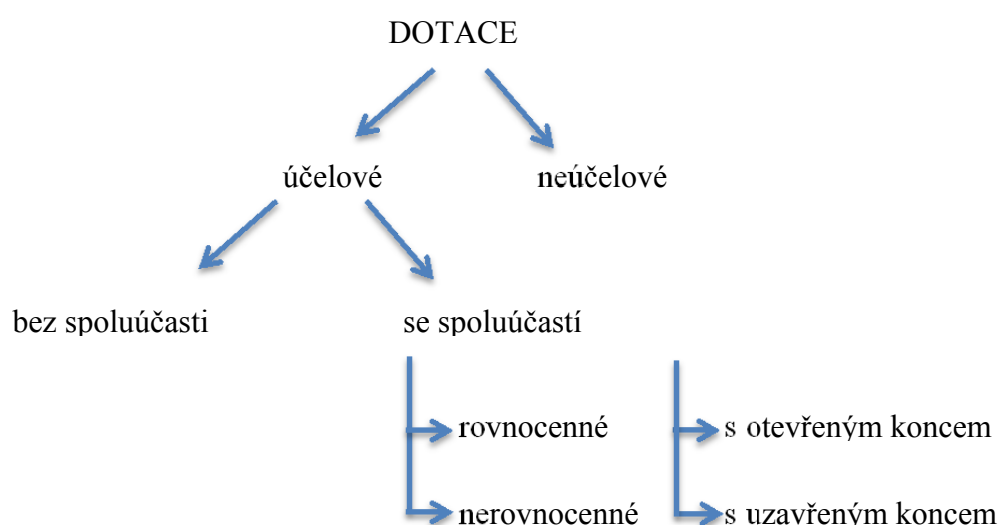 DOTACE
účelové neúčelové
bez spoluúčasti se spoluúčastí
rovnocenné s otevřeným koncem
nerovnocenné s uzavřeným koncem